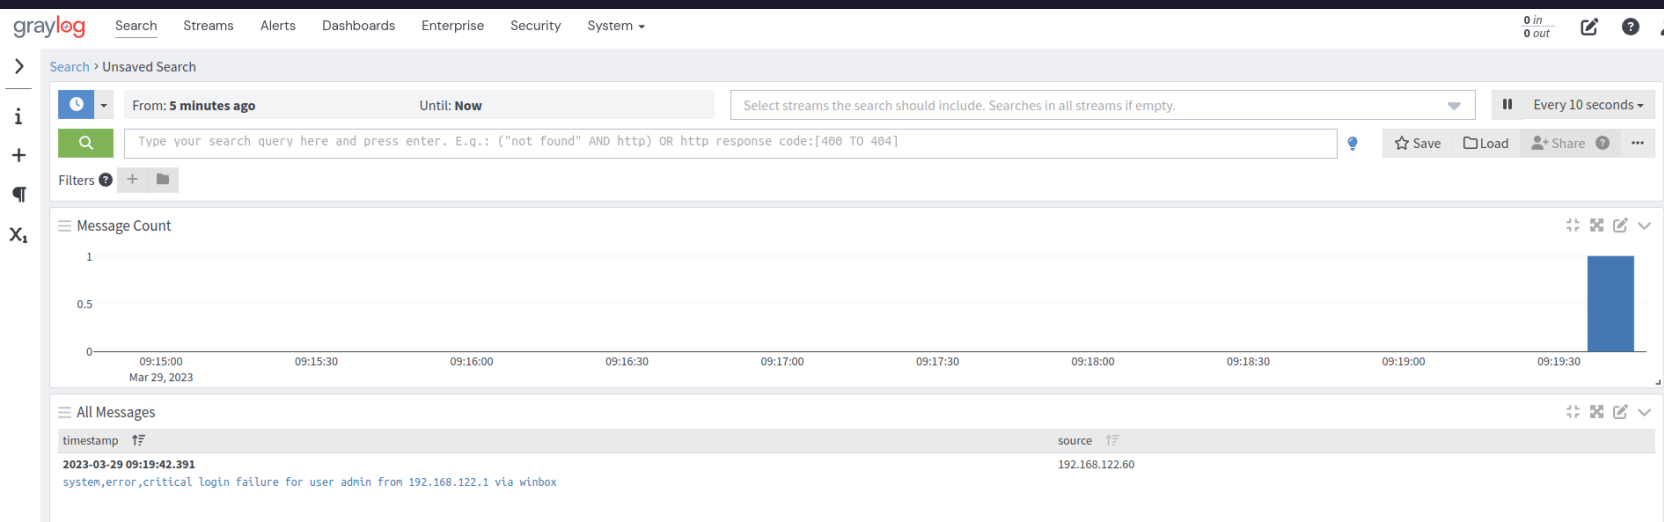 graylog Search Streams Alerts Dashboards Enterprise Security System 0 in
0 out
Search > Unsaved Search
From: 5 minutes ago Until: Now Select streams the search should include. Searches in all streams if empty. Every 10 seconds
Type your search query here and press enter. E.g.: ("not found" AND http) OR http response code:[400 TO 404] Save Load Share
Filters
Message Count
1
0.5
0
09:15:00 09:15:30 09:16:00 09:16:30 09:17:00 09:17:30 09:18:00 09:18:30 09:19:00 09:19:30
Mar 29, 2023
All Messages
timestamp source
2023-03-29 09:19:42.391 192.168.122.60
system,error,critical login failure for user admin from 192.168.122.1 via winbox